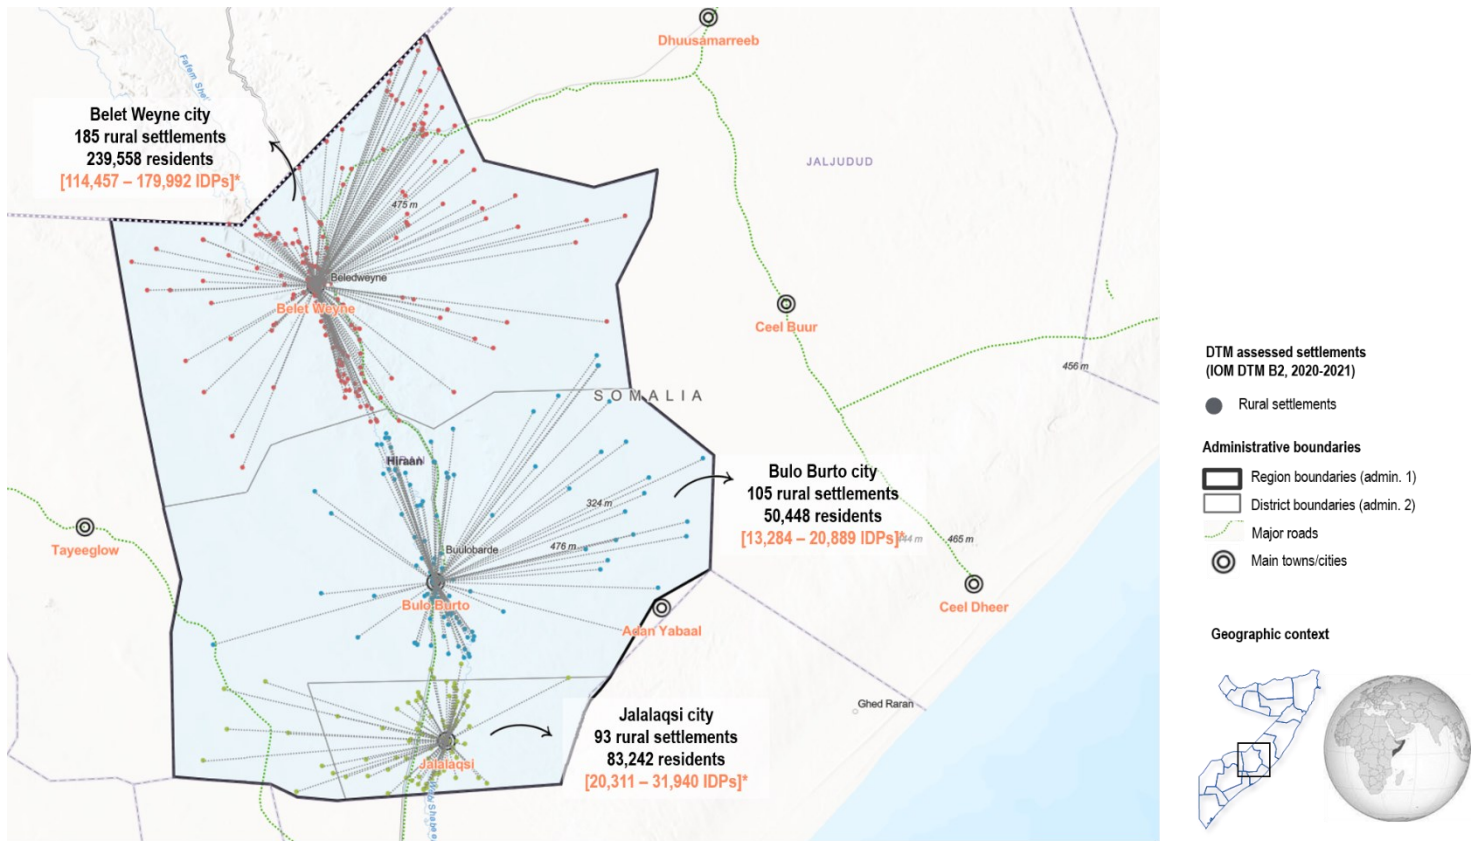 Dhuusamarreeb
Fafem She
Belet Weyne city
185 rural settlements
239,558 residents
[114,457 – 179,992 IDPs]*
JALJUDUD
475 m
Beledweyne
Belet Weyne
Ceel Buur
456 m
SOMALIA
Hiraan
Bulo Burto city
105 rural settlements
50,448 residents
[13,284 – 20,889 IDPs]*
324 m
476 m
465 m
Tayeeglow
Buulobarde
Bulo Burto
Adan Yabaal
Ceel Dheer
Ghed Raran
Jalalaqsi city
93 rural settlements
83,242 residents
[20,311 – 31,940 IDPs]*
Jalalaqsi
DTM assessed settlements
(IOM DTM B2, 2020-2021)
Rural settlements
Administrative boundaries
Region boundaries (admin. 1)
District boundaries (admin. 2)
Major roads
Main towns/cities
Geographic context